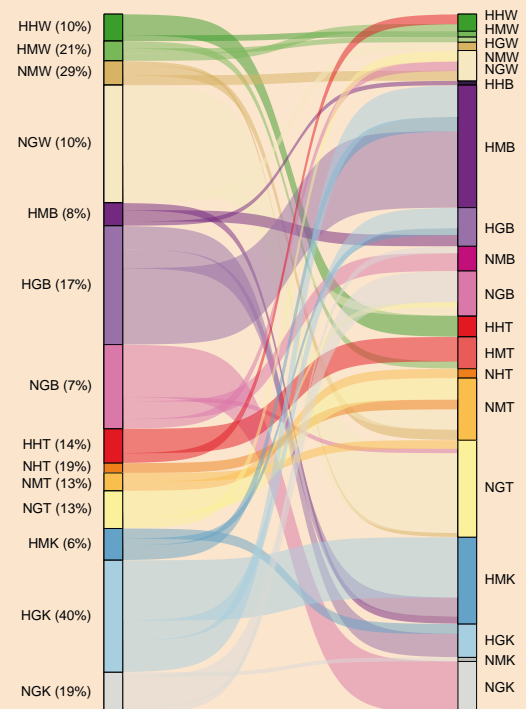 HHW (10%)
HMW (21%)
NMW (29%)
NGW (10%)
HMB (8%)
HGB (17%)
NGB (7%)
HHT (14%)
NHT (19%)
NMT (13%)
NGT (13%)
HMK (6%)
HGK (40%)
NGK (19%)
HHW
HMW
HGW
NMW
NGW
HHB
HMB
HGB
NMB
NGB
HHT
HMT
NHT
NMT
NGT
HMK
HGK
NMK
NGK